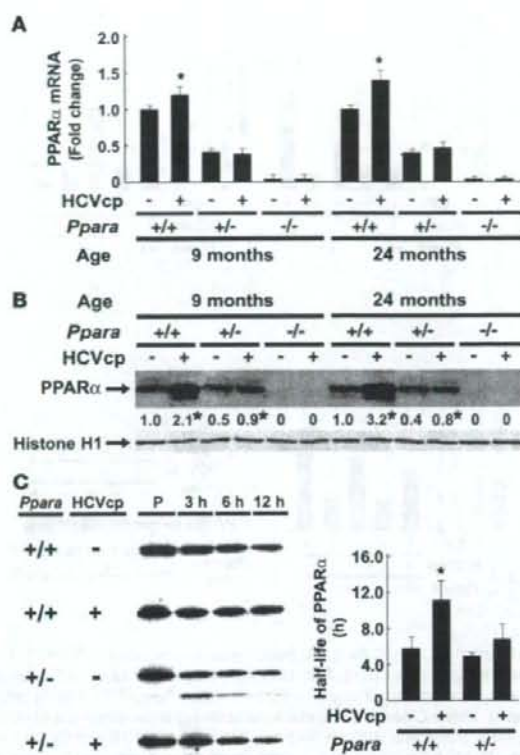 A
PPARα mRNA
(Fold change)
2.0
1.5
1.0
0.5
0
* *
HCVcp - + - + - + - + - + - +
Ppara +/+ +/- -/- +/+ +/- -/-
Age 9 months 24 months
B Age 9 months 24 months
Ppara +/+ +/- -/- +/+ +/- -/-
HCVcp - + - + - + - + - + - +
PPARα
1.0 2.1* 0.5 0.9* 0 0 1.0 3.2* 0.4 0.8* 0 0
Histone H1
C
Ppara HCVcp P 3 h 6 h 12 h
+/+ -
+/+ +
+/- -
+/- +
Half-life of PPARα
(h)
16.0
12.0
8.0
4.0
0
*
HCVcp - + - +
Ppara +/+ +/-